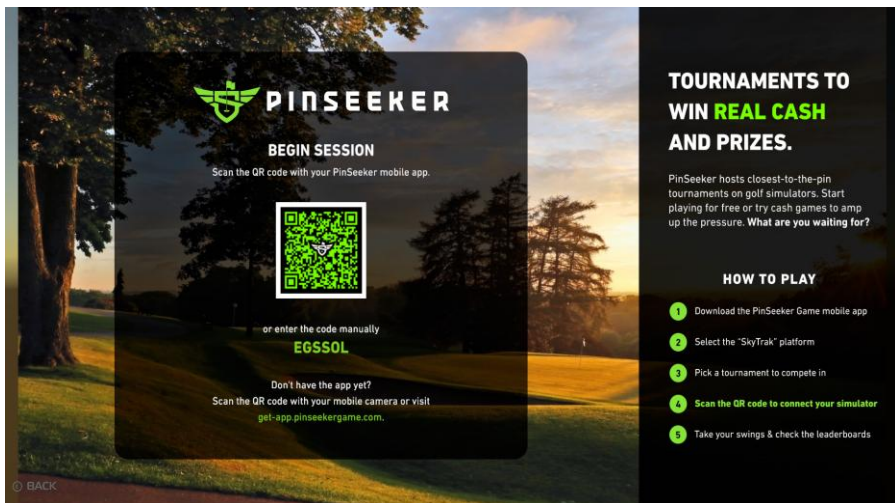 PINSEEKER
BEGIN SESSION
Scan the QR code with your PinSeeker mobile app.
or enter the code manually
EGSSOL
Don't have the app yet?
Scan the QR code with your mobile camera or visit
get-app.pinseekergame.com.
BACK
TOURNAMENTS TO
WIN REAL CASH
AND PRIZES.
PinSeeker hosts closest-to-the-pin
tournaments on golf simulators. Start
playing for free or try cash games to amp
up the pressure. What are you waiting for?
HOW TO PLAY
1 Download the PinSeeker Game mobile app
2 Select the "SkyTrak" platform
3 Pick a tournament to compete in
4 Scan the QR code to connect your simulator
5 Take your swings & check the leaderboards